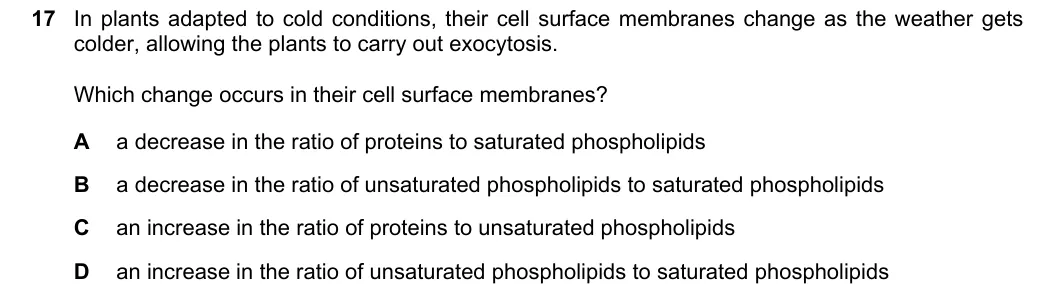 17 In plants adapted to cold conditions, their cell surface membranes change as the weather gets
colder, allowing the plants to carry out exocytosis.
Which change occurs in their cell surface membranes?
A a decrease in the ratio of proteins to saturated phospholipids
B a decrease in the ratio of unsaturated phospholipids to saturated phospholipids
C an increase in the ratio of proteins to unsaturated phospholipids
D an increase in the ratio of unsaturated phospholipids to saturated phospholipids